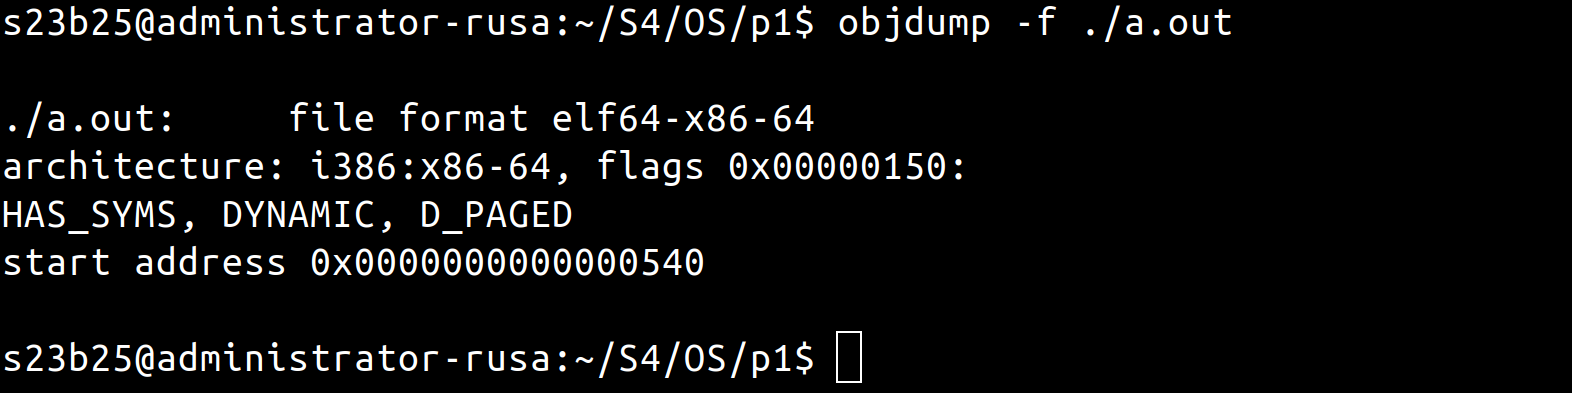 s23b25@administrator-rusa:~/S4/OS/p1$ objdump -f ./a.out
./a.out:     file format elf64-x86-64
architecture: i386:x86-64, flags 0x00000150:
HAS_SYMS, DYNAMIC, D_PAGED
start address 0x0000000000000540
s23b25@administrator-rusa:~/S4/OS/p1$